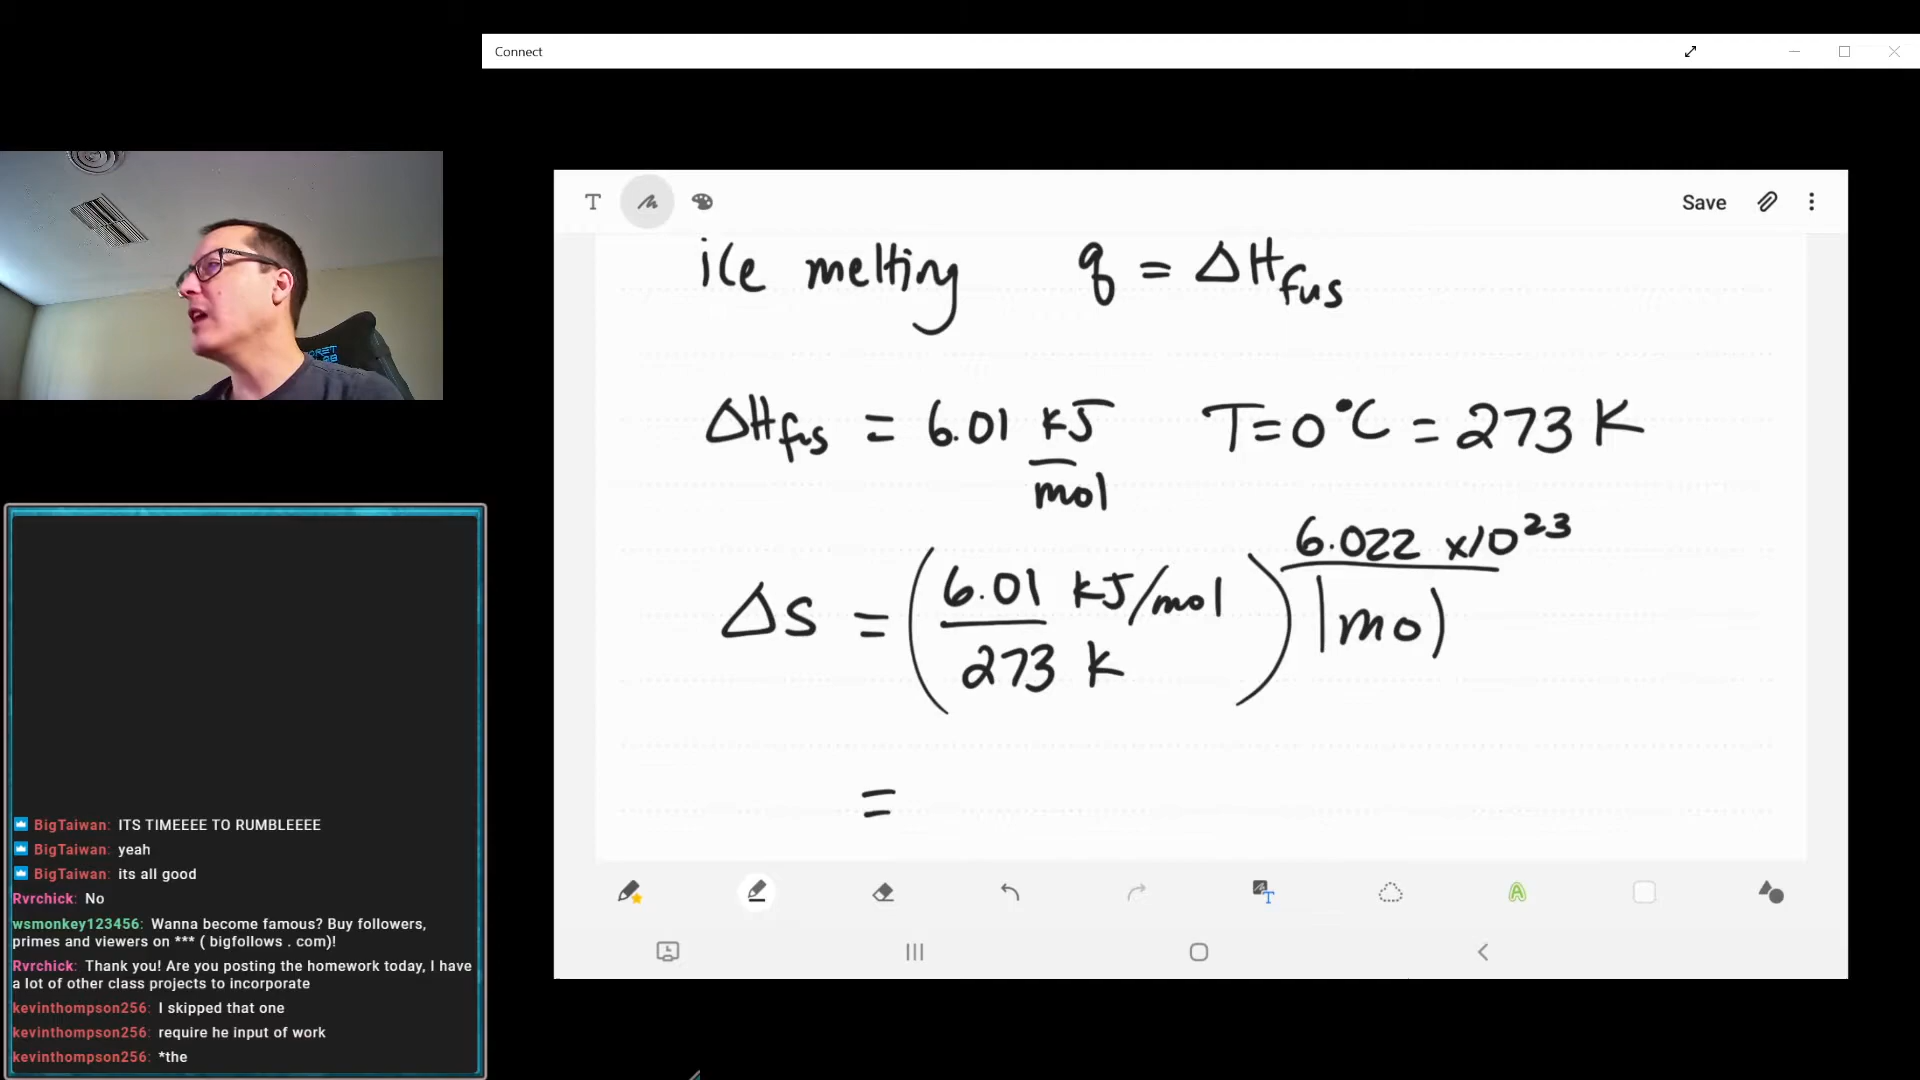 Connect
T
Save
ice melting q = ΔHfus
ΔHfus = 6.01 kJ/mol T=0°C = 273 K
ΔS = (6.01 kJ/mol / 273 K) 6.022 x10²³ / 1 mol
=
BigTaiwan: ITS TIMEEEE TO RUMBLEEEE
BigTaiwan: yeah
BigTaiwan: its all good
Rvrchick: No
wsmonkey123456: Wanna become famous? Buy followers,
primes and viewers on *** ( bigfollows . com)!
Rvrchick: Thank you! Are you posting the homework today, I have
a lot of other class projects to incorporate
kevinthompson256: I skipped that one
kevinthompson256: require he input of work
kevinthompson256: *the